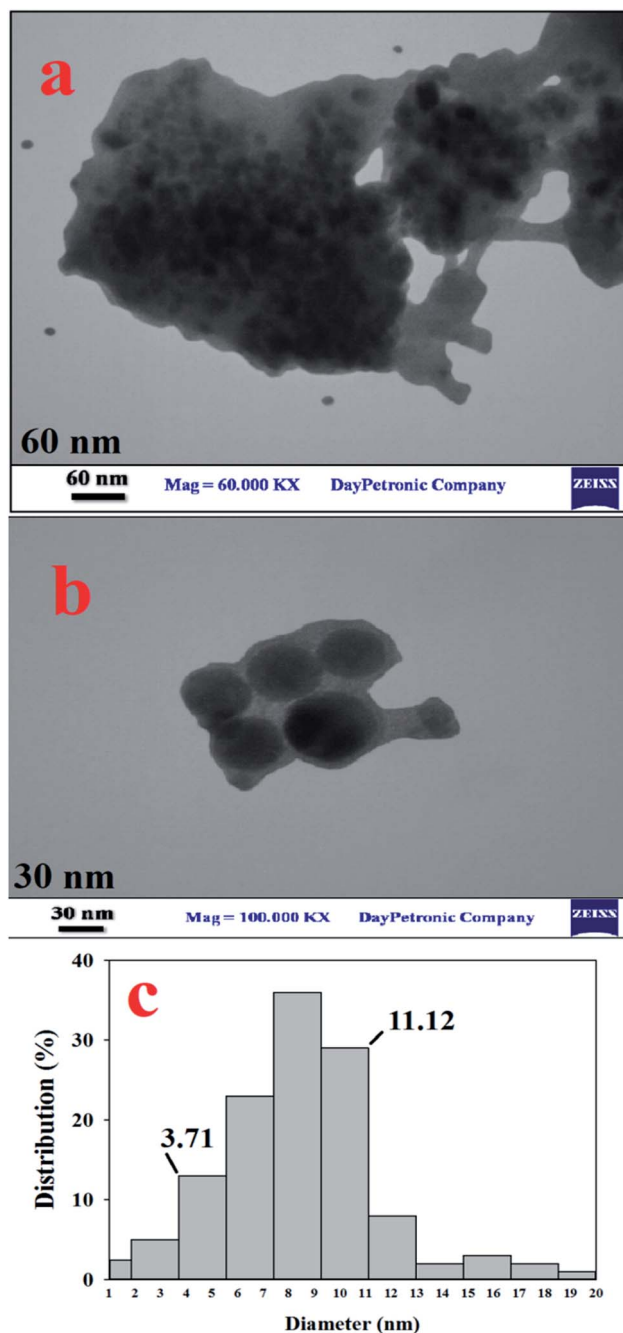 a
60 nm
60 nm Mag = 60.000 KX DayPetronic Company ZEISS
b
30 nm
30 nm Mag = 100.000 KX DayPetronic Company ZEISS
c
40
30
20
10
0
Distribution (%)
3.71
11.12
1 2 3 4 5 6 7 8 9 10 11 12 13 14 15 16 17 18 19 20
Diameter (nm)